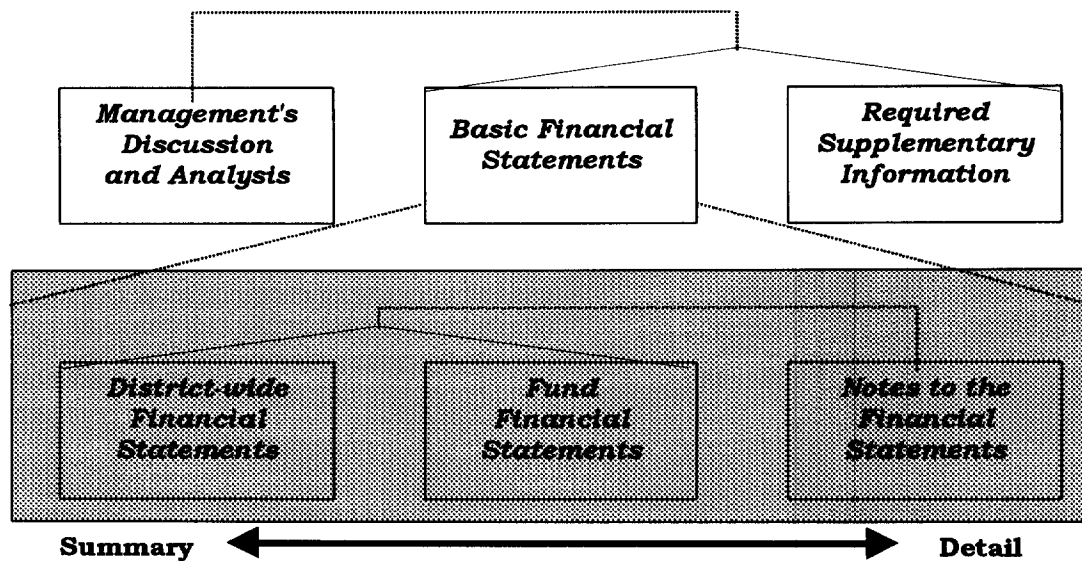 Management's
Discussion
and Analysis
Basic Financial
Statements
Required
Supplementary
Information
District-wide
Financial
Statements
Fund
Financial
Statements
Notes to the
Financial
Statements
Summary
Detail